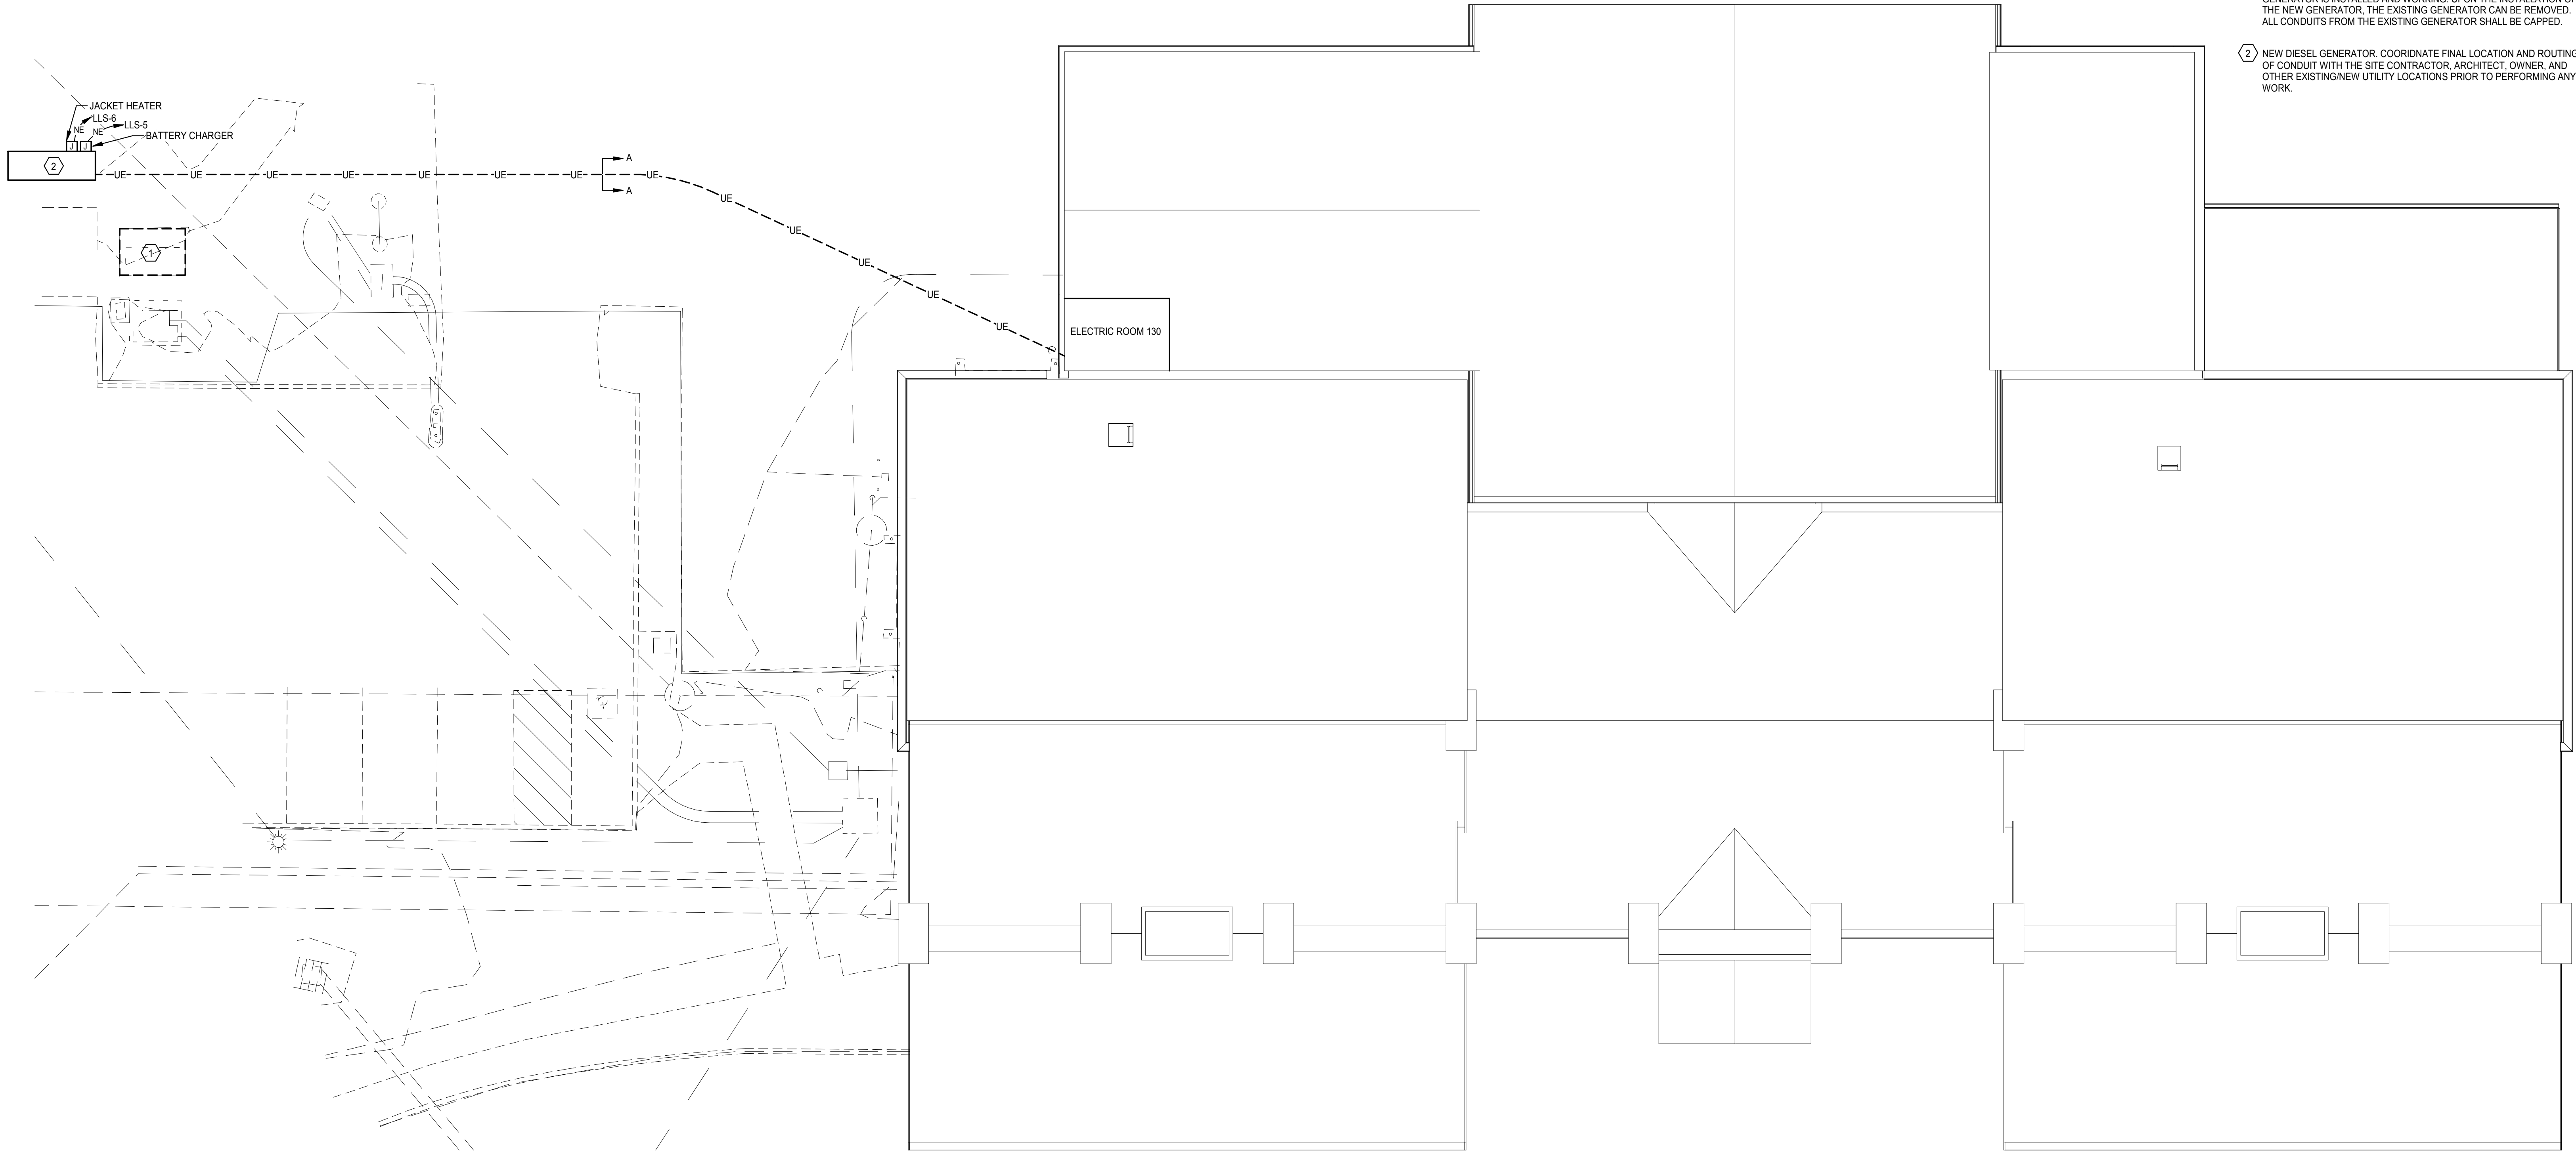 GENERATOR IS INSTALLED AND WORKING. UPON THE INSTALLATION OF
THE NEW GENERATOR, THE EXISTING GENERATOR CAN BE REMOVED.
ALL CONDUITS FROM THE EXISTING GENERATOR SHALL BE CAPPED.
2 NEW DIESEL GENERATOR. COORIDNATE FINAL LOCATION AND ROUTING
OF CONDUIT WITH THE SITE CONTRACTOR, ARCHITECT, OWNER, AND
OTHER EXISTING/NEW UTILITY LOCATIONS PRIOR TO PERFORMING ANY
WORK.
JACKET HEATER
LLS-6
NE
NE
LLS-5
BATTERY CHARGER
J
J
2
A
A
UE
UE
UE
UE
UE
UE
UE
UE
UE
UE
UE
UE
UE
1
ELECTRIC ROOM 130